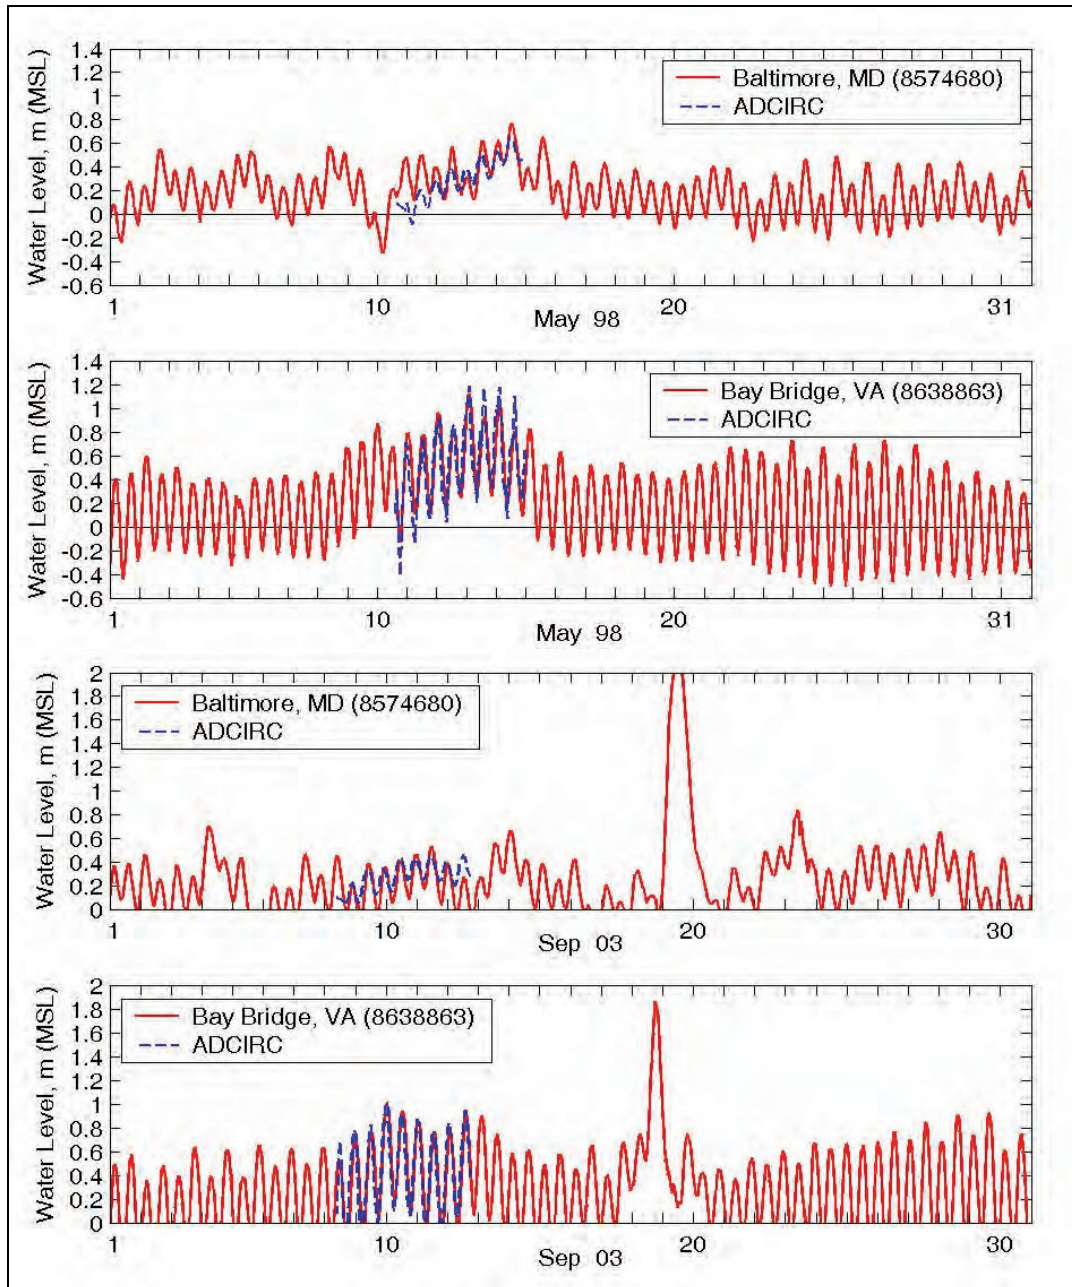 1.4
1.2
1
0.8
0.6
0.4
0.2
0
-0.2
-0.4
-0.6
Water Level, m (MSL)
Baltimore, MD (8574680)
ADCIRC
1 10 20 31
May 98
1.4
1.2
1
0.8
0.6
0.4
0.2
0
-0.2
-0.4
-0.6
Water Level, m (MSL)
Bay Bridge, VA (8638863)
ADCIRC
1 10 20 31
May 98
2
1.8
1.6
1.4
1.2
1
0.8
0.6
0.4
0.2
0
Water Level, m (MSL)
Baltimore, MD (8574680)
ADCIRC
1 10 20 30
Sep 03
2
1.8
1.6
1.4
1.2
1
0.8
0.6
0.4
0.2
0
Water Level, m (MSL)
Bay Bridge, VA (8638863)
ADCIRC
1 10 20 30
Sep 03